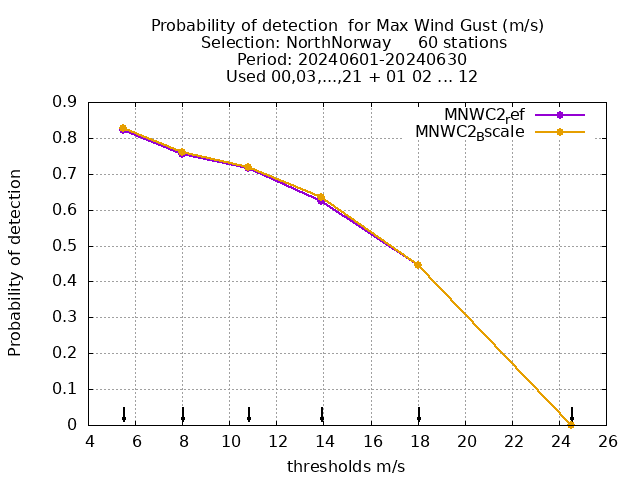 Probability of detection  for Max Wind Gust (m/s)
Selection: NorthNorway     60 stations
Period: 20240601-20240630
Used 00,03,...,21 + 01 02 ... 12
MNWC2ref
MNWC2Bscale
0.9
0.8
0.7
0.6
0.5
0.4
0.3
0.2
0.1
0
Probability of detection
4 6 8 10 12 14 16 18 20 22 24 26
thresholds m/s